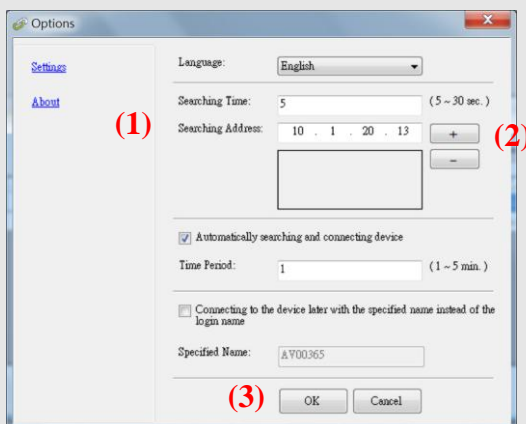 Options
Settings
About
Language:
English
Searching Time:
5
( 5 ~ 30 sec. )
(1)
Searching Address:
10 . 1 . 20 . 13
+
(2)
–
Automatically searching and connecting device
Time Period:
1
( 1 ~ 5 min. )
Connecting to the device later with the specified name instead of the
login name
Specified Name:
AV00365
(3)
OK
Cancel